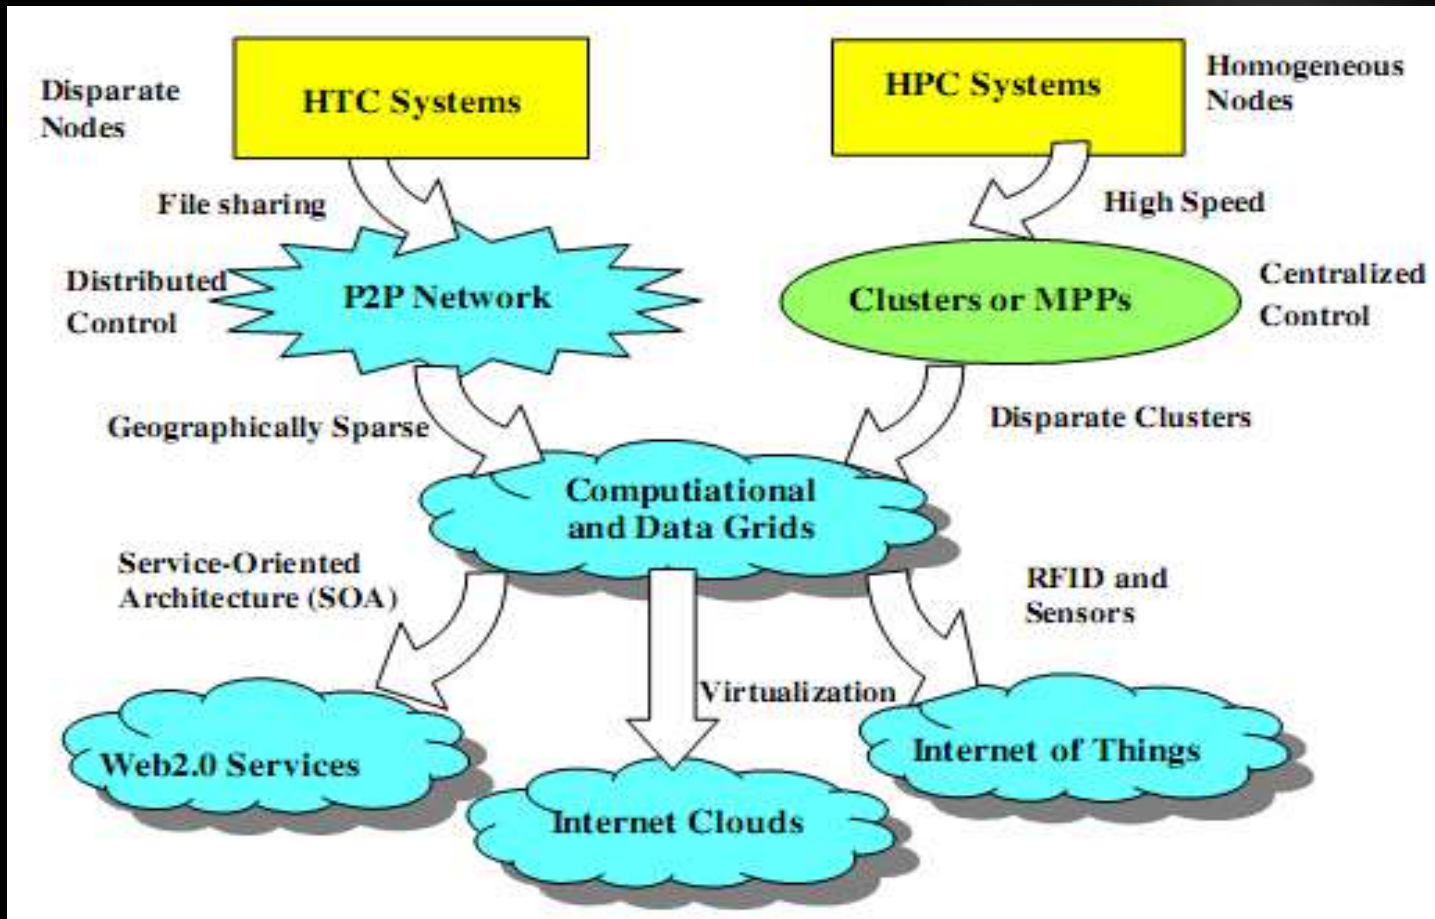 Disparate
Nodes
HTC Systems
HPC Systems
Homogeneous
Nodes
File sharing
High Speed
Distributed
Control
P2P Network
Clusters or MPPs
Centralized
Control
Geographically Sparse
Disparate Clusters
Computiational
and Data Grids
Service-Oriented
Architecture (SOA)
RFID and
Sensors
Virtualization
Web2.0 Services
Internet Clouds
Internet of Things